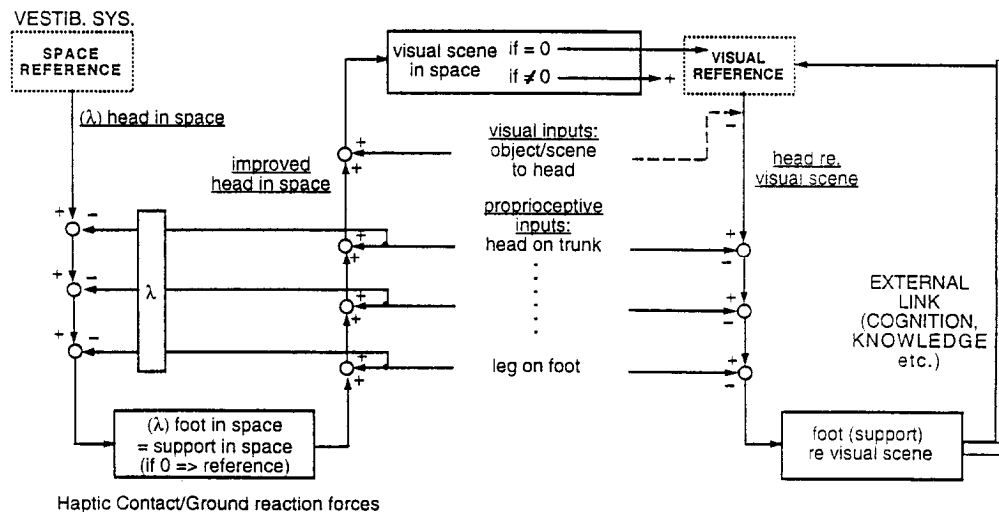 VESTIB. SYS.
SPACE
REFERENCE
(λ) head in space
visual scene
in space
if = 0
if ≠ 0
+
VISUAL
REFERENCE
−
visual inputs:
object/scene
to head
+
+
improved
head in space
head re.
visual scene
proprioceptive
inputs:
head on trunk
+
−
+
+
+
−
λ
+
−
+
+
+
−
EXTERNAL
LINK
(COGNITION,
KNOWLEDGE
etc.)
+
−
leg on foot
+
+
+
−
(λ) foot in space
= support in space
(if 0 => reference)
foot (support)
re visual scene
Haptic Contact/Ground reaction forces